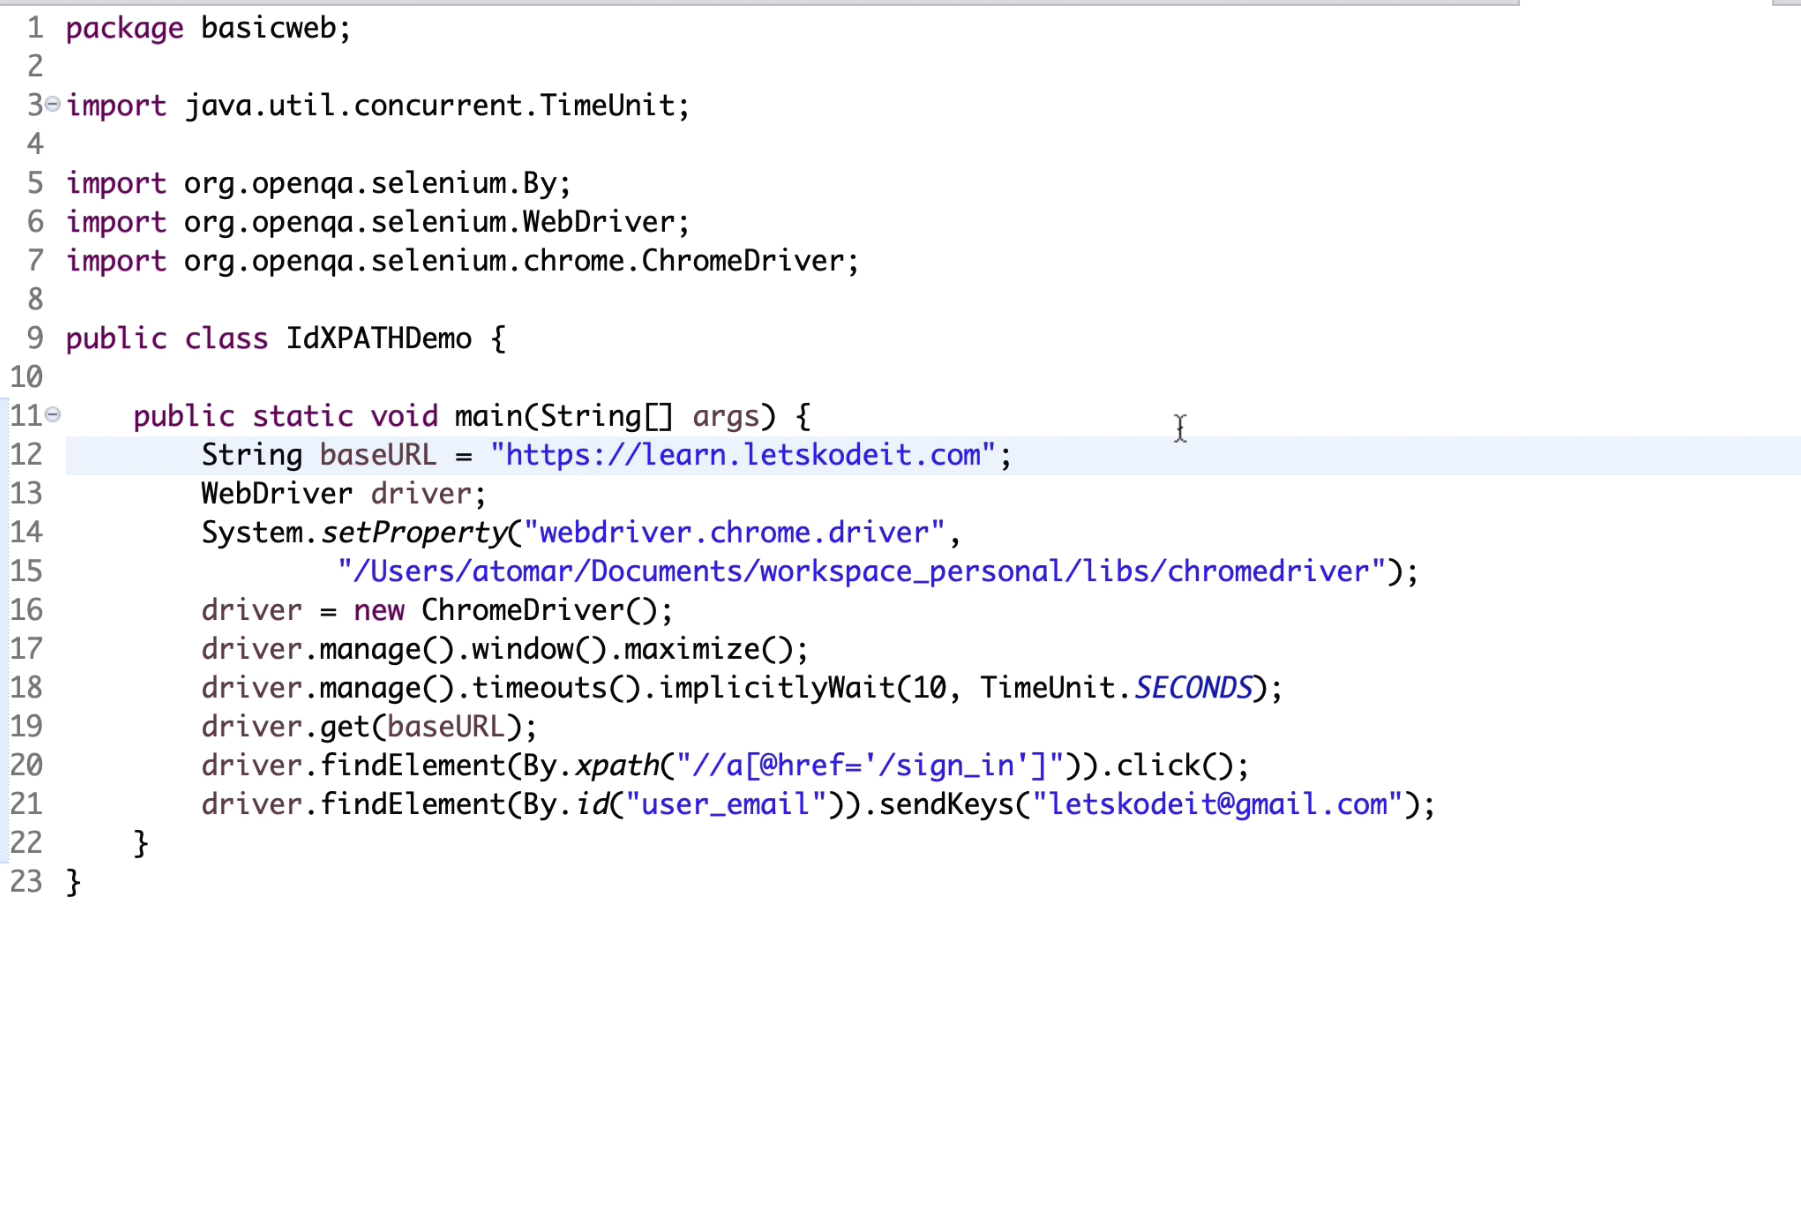 1 package basicweb;
2
3 import java.util.concurrent.TimeUnit;
4
5 import org.openqa.selenium.By;
6 import org.openqa.selenium.WebDriver;
7 import org.openqa.selenium.chrome.ChromeDriver;
8
9 public class IdXPATHDemo {
10
11     public static void main(String[] args) {
12         String baseURL = "https://learn.letskodeit.com";
13         WebDriver driver;
14         System.setProperty("webdriver.chrome.driver",
15                 "/Users/atomar/Documents/workspace_personal/libs/chromedriver");
16         driver = new ChromeDriver();
17         driver.manage().window().maximize();
18         driver.manage().timeouts().implicitlyWait(10, TimeUnit.SECONDS);
19         driver.get(baseURL);
20         driver.findElement(By.xpath("//a[@href='/sign_in']")).click();
21         driver.findElement(By.id("user_email")).sendKeys("letskodeit@gmail.com");
22     }
23 }